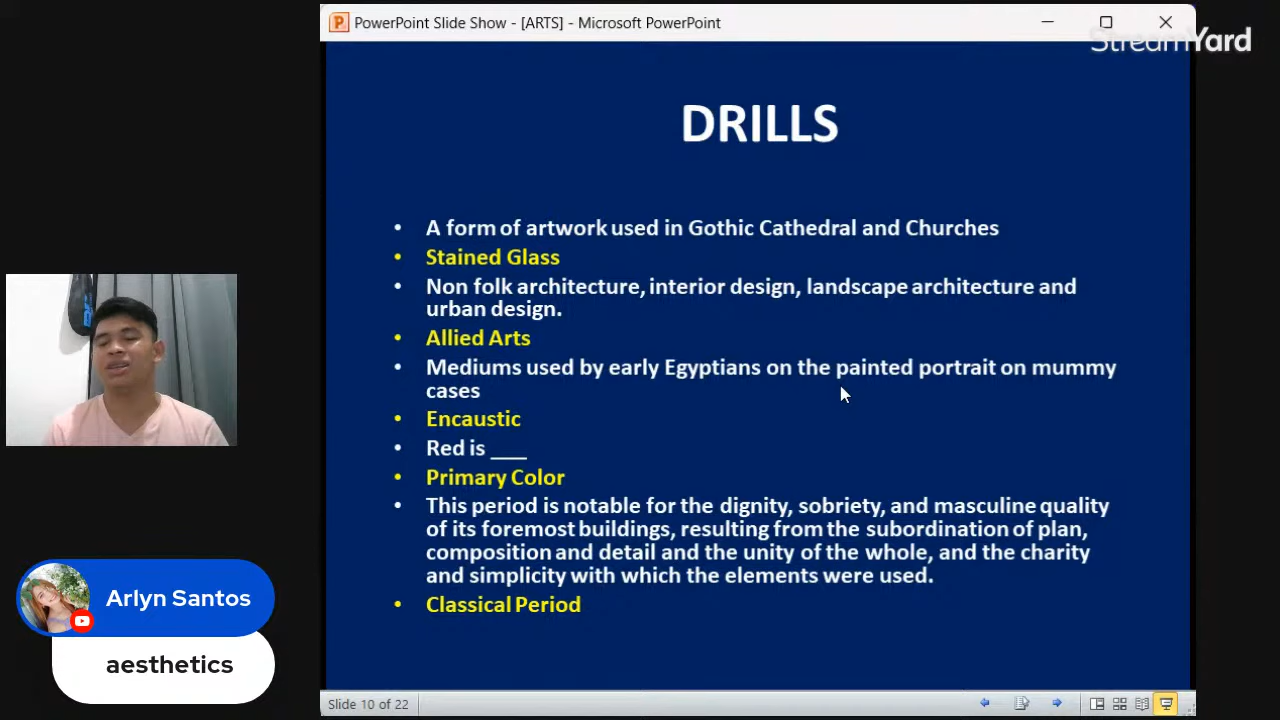 PowerPoint Slide Show - [ARTS] - Microsoft PowerPoint
StreamYard
DRILLS
• A form of artwork used in Gothic Cathedral and Churches
• Stained Glass
• Non folk architecture, interior design, landscape architecture and
urban design.
• Allied Arts
• Mediums used by early Egyptians on the painted portrait on mummy
cases
• Encaustic
• Red is ___
• Primary Color
• This period is notable for the dignity, sobriety, and masculine quality
of its foremost buildings, resulting from the subordination of plan,
composition and detail and the unity of the whole, and the charity
and simplicity with which the elements were used.
• Classical Period
Arlyn Santos
aesthetics
Slide 10 of 22